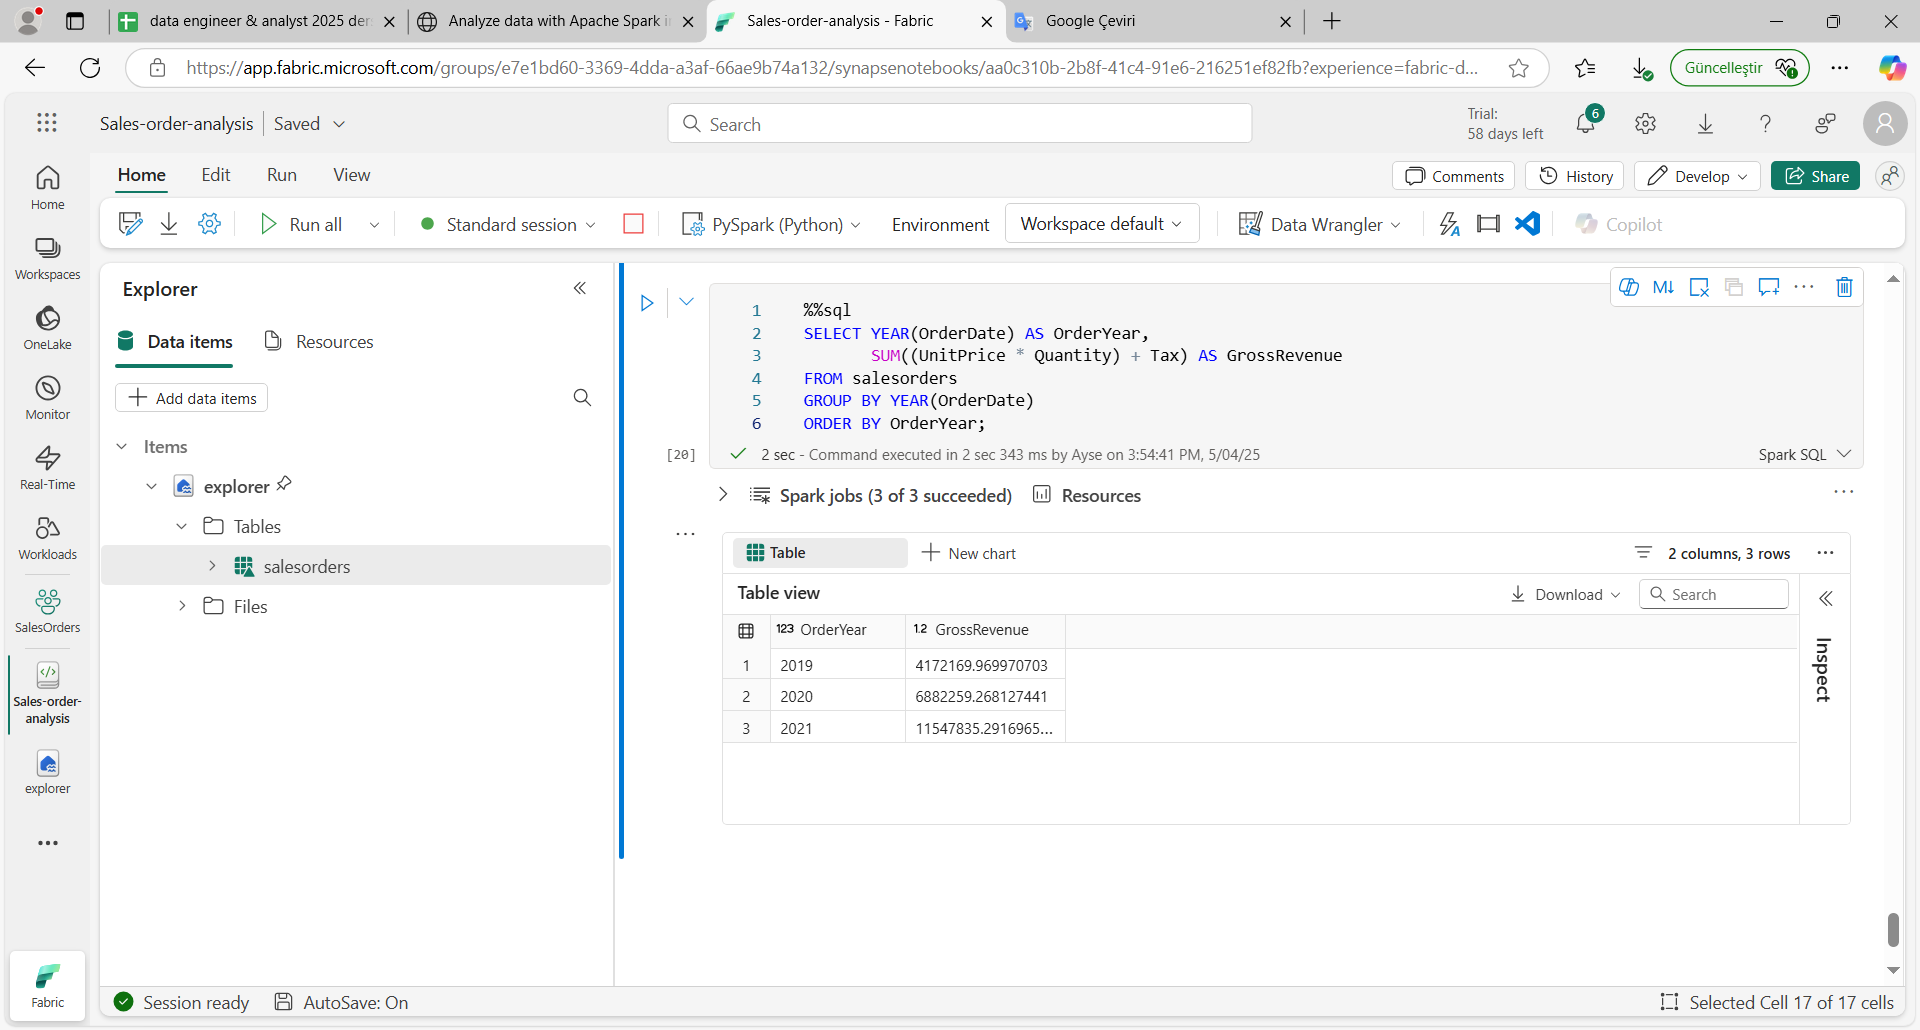 data engineer & analyst 2025 der
Analyze data with Apache Spark i
Sales-order-analysis - Fabric
Google Çeviri
https://app.fabric.microsoft.com/groups/e7e1bd60-3369-4dda-a3af-66ae9b74a132/synapsenotebooks/aa0c310b-2b8f-41c4-91e6-216251ef82fb?experience=fabric-d...
Güncelleştir
Sales-order-analysis
Saved
Search
Trial:
58 days left
6
Home
Edit
Run
View
Comments
History
Develop
Share
Run all
Standard session
PySpark (Python)
Environment
Workspace default
Data Wrangler
Copilot
Home
Workspaces
OneLake
Monitor
Real-Time
Workloads
SalesOrders
Sales-order-
analysis
explorer
Fabric
Explorer
Data items
Resources
Add data items
Items
explorer
Tables
salesorders
Files
1 %%sql
2 SELECT YEAR(OrderDate) AS OrderYear,
3 SUM((UnitPrice * Quantity) + Tax) AS GrossRevenue
4 FROM salesorders
5 GROUP BY YEAR(OrderDate)
6 ORDER BY OrderYear;
M↓
[20]
2 sec - Command executed in 2 sec 343 ms by Ayse on 3:54:41 PM, 5/04/25
Spark SQL
Spark jobs (3 of 3 succeeded)
Resources
Table
New chart
2 columns, 3 rows
Table view
Download
Search
Inspect
123 OrderYear 1.2 GrossRevenue
1 2019 4172169.969970703
2 2020 6882259.268127441
3 2021 11547835.2916965...
Session ready
AutoSave: On
Selected Cell 17 of 17 cells